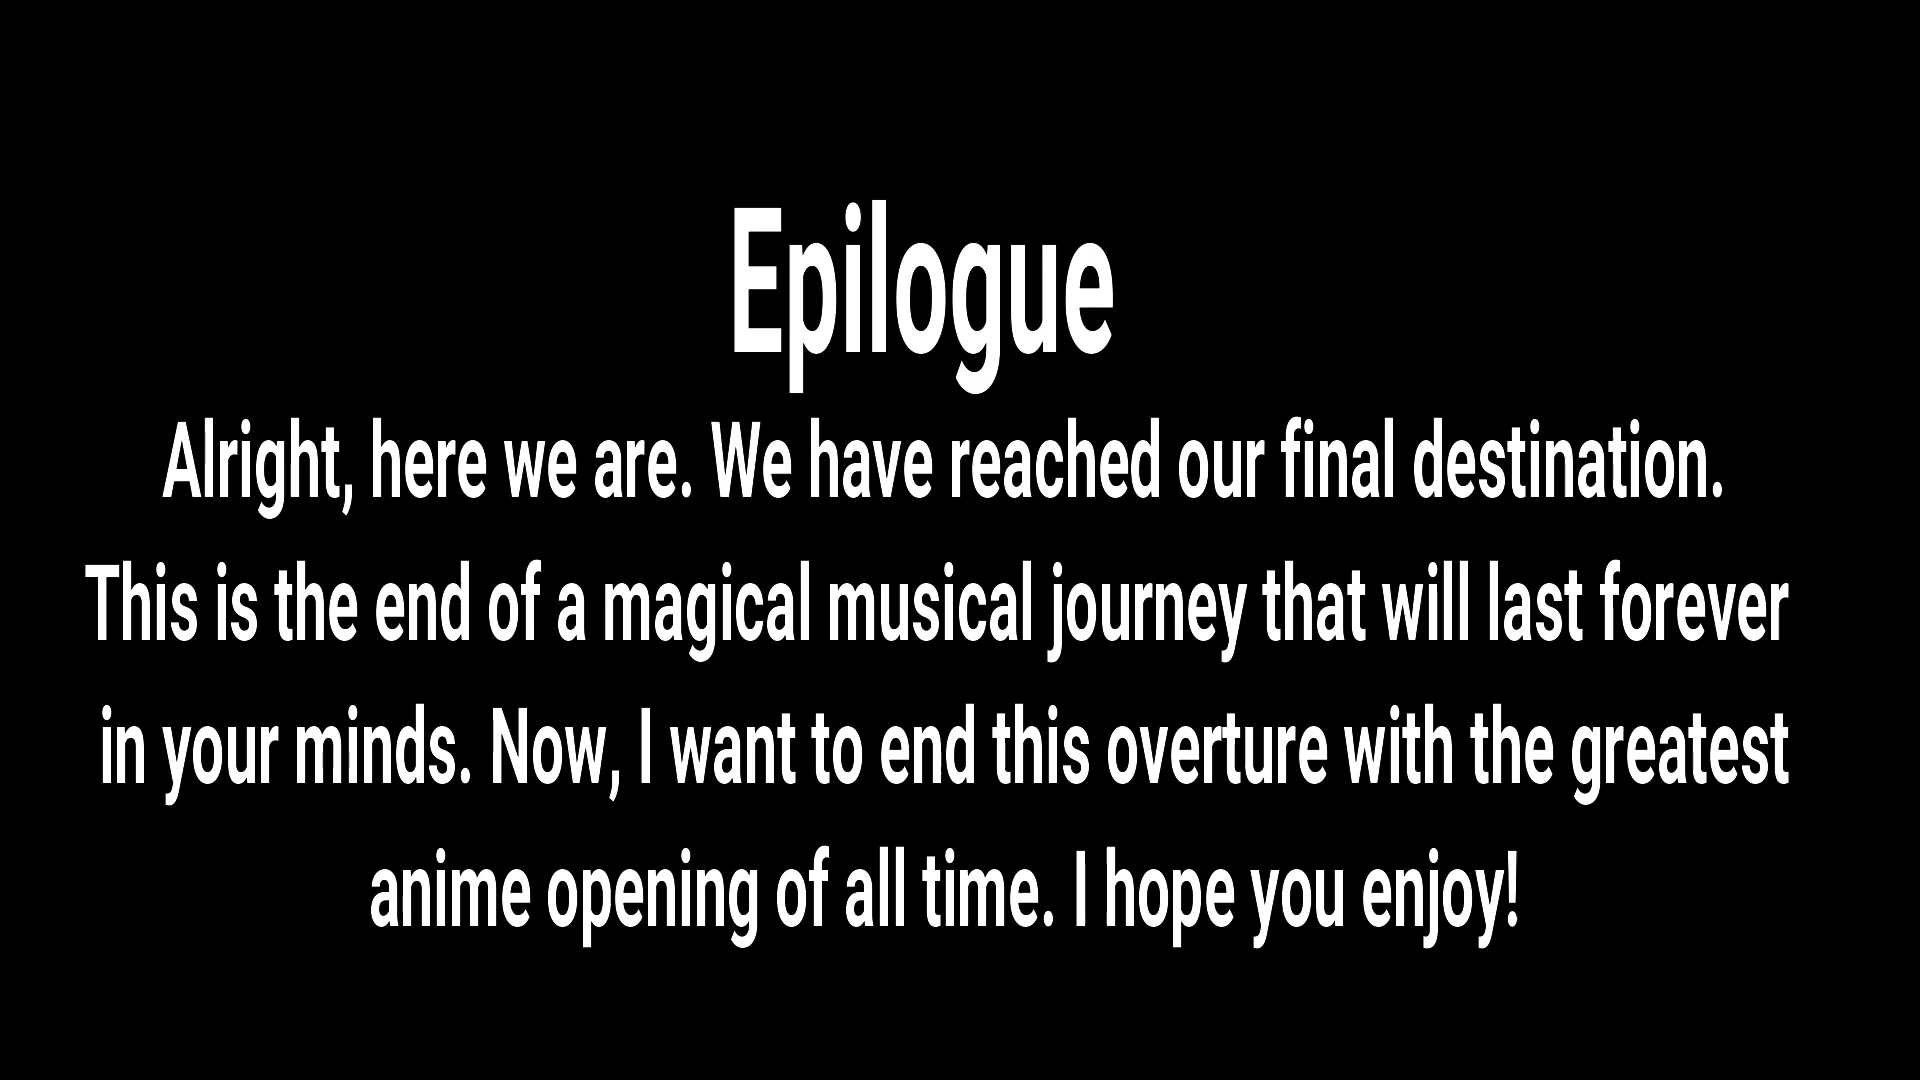 Epilogue
Alright, here we are. We have reached our final destination.
This is the end of a magical musical journey that will last forever
in your minds. Now, I want to end this overture with the greatest
anime opening of all time. I hope you enjoy!